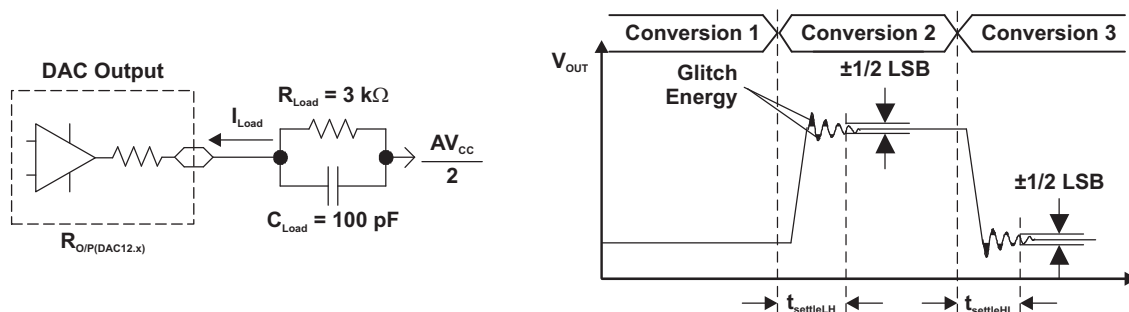 DAC Output
R_Load = 3 kΩ
I_Load
AV_CC
2
C_Load = 100 pF
R_O/P(DAC12.x)
Conversion 1
Conversion 2
Conversion 3
V_OUT
Glitch
Energy
±1/2 LSB
±1/2 LSB
t_settleLH
t_settleHL